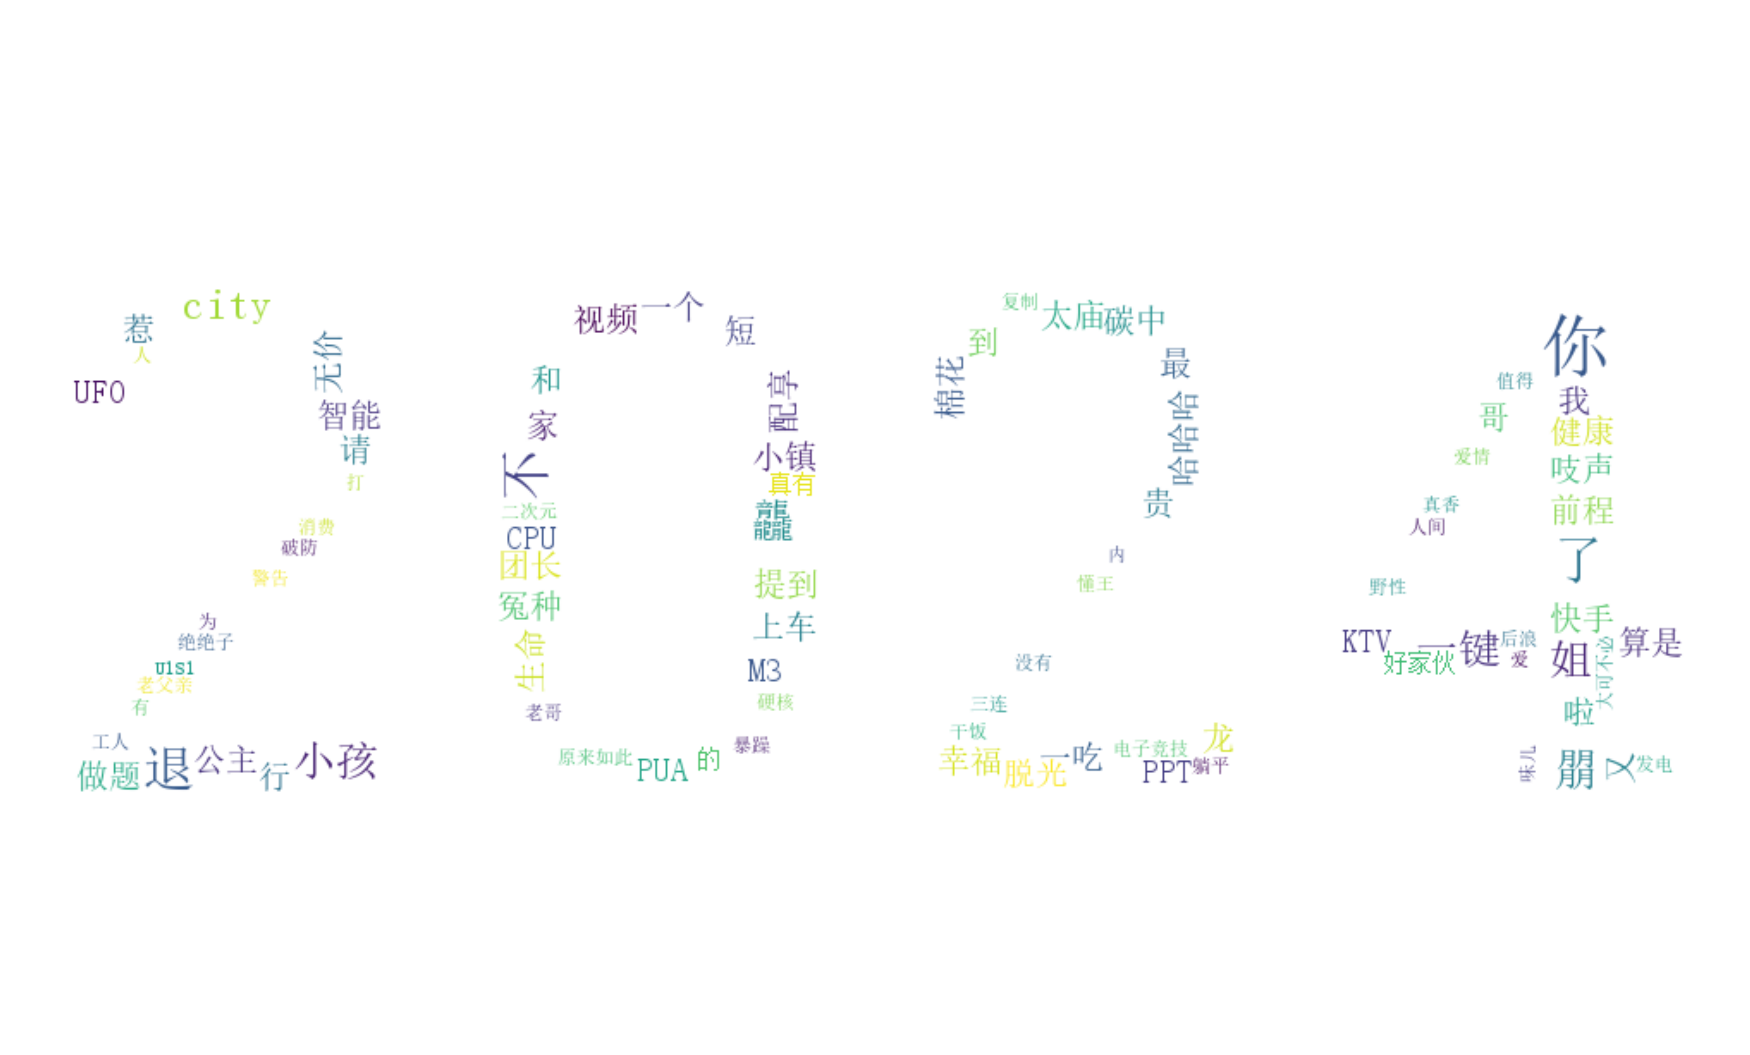 city
惹
人
UFO
无价
智能
请
打
消费
破防
警告
为
绝绝子
U1S1
老父亲
有
工人
做题
退
公主
行
小孩
视频
一个
短
和
家
不
二次元
CPU
团长
冤种
生命
老哥
原来如此
PUA
的
暴躁
硬核
M3
上车
提到
龘
真有
小镇
配享
复制
太庙
碳中
到
棉花
最
哈哈哈
贵
内
懂王
没有
三连
干饭
幸福
脱光
一吃
电子竞技
PPT
躺平
龙
你
值得
我
哥
健康
爱情
吱声
真香
人间
前程
了
野性
快手
KTV
好家伙
一键
后浪
爱
姐
大可不必
算是
啦
味儿
朤
又
发电